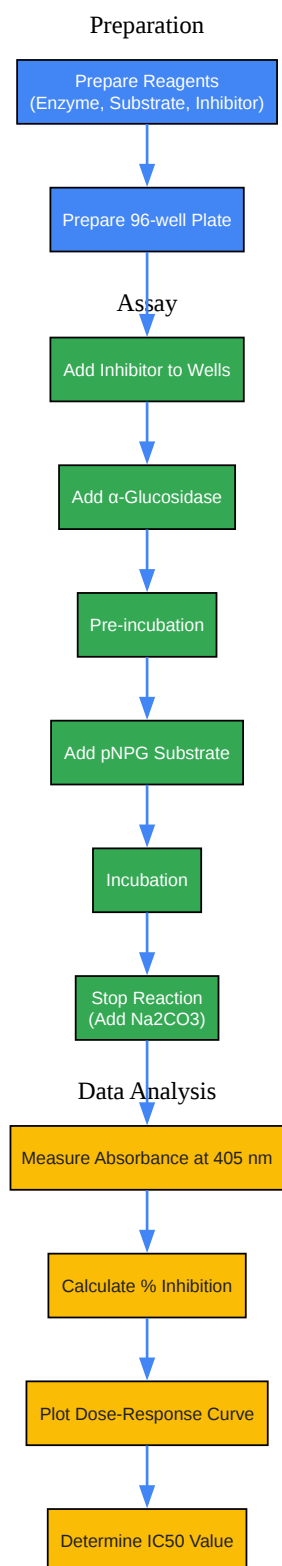 Preparation
Prepare Reagents
(Enzyme, Substrate, Inhibitor)
Prepare 96-well Plate
Assay
Add Inhibitor to Wells
Add α-Glucosidase
Pre-incubation
Add pNPG Substrate
Incubation
Stop Reaction
(Add Na2CO3)
Data Analysis
Measure Absorbance at 405 nm
Calculate % Inhibition
Plot Dose-Response Curve
Determine IC50 Value